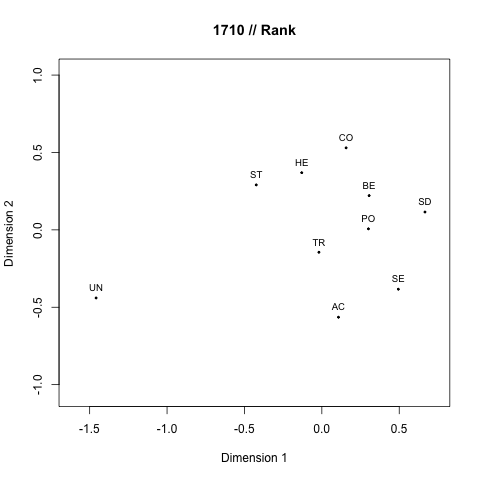 1710 // Rank
Dimension 2
1.0
0.5
0.0
-0.5
-1.0
CO
HE
ST
BE
SD
PO
TR
SE
UN
AC
-1.5 -1.0 -0.5 0.0 0.5
Dimension 1